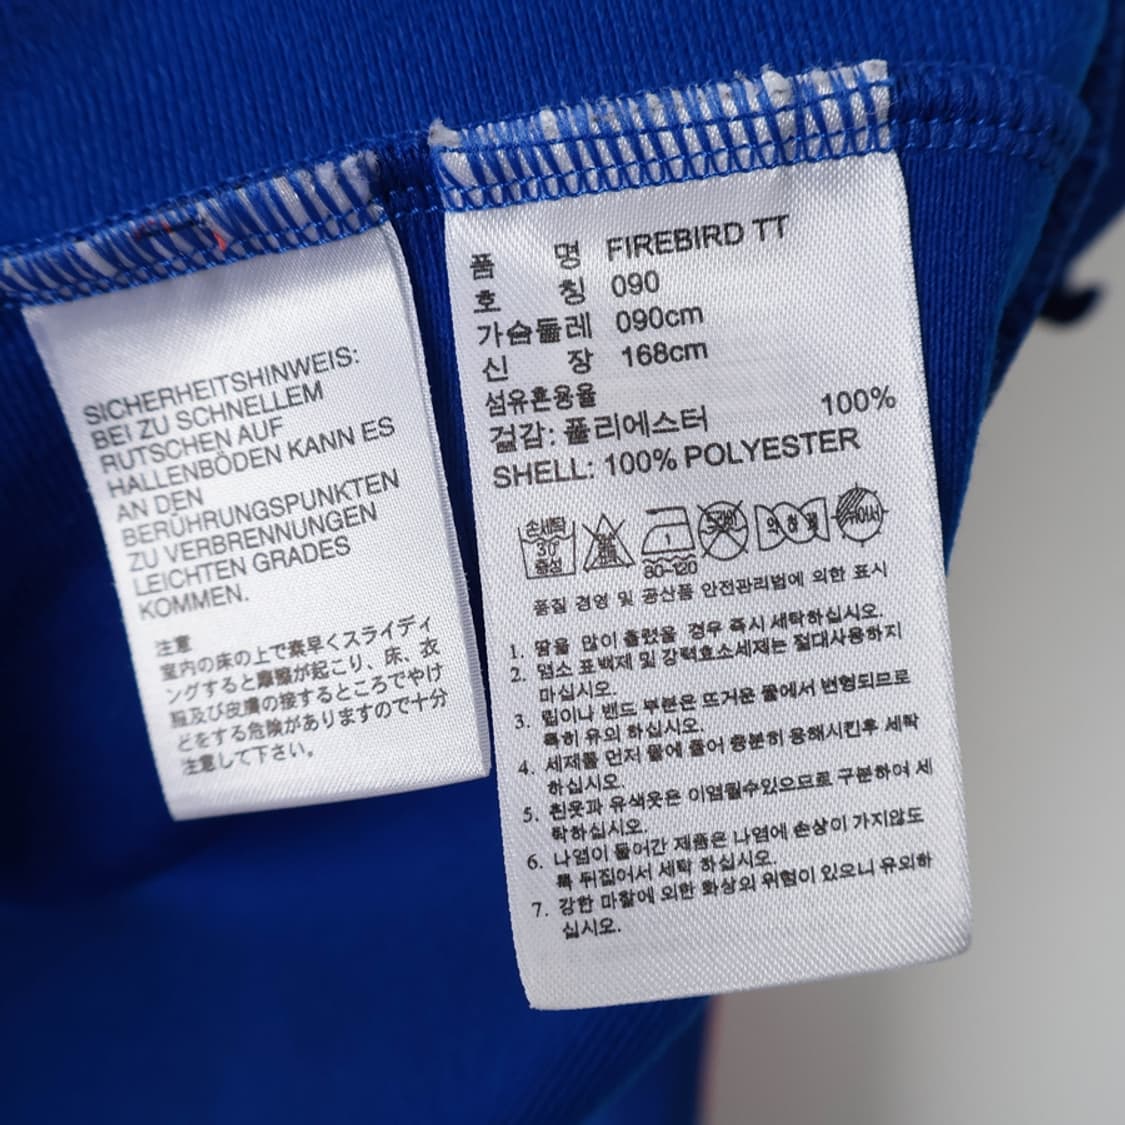 SICHERHEITSHINWEIS:
BEI ZU SCHNELLEM
RUTSCHEN AUF
HALLENBÖDEN KANN ES
AN DEN
BERÜHRUNGSPUNKTEN
ZU VERBRENNUNGEN
LEICHTEN GRADES
KOMMEN.
注意
室内の床の上で素早くスライディ
ングすると摩擦が起こり、床、衣
服及び皮膚の接するところでやけ
どをする危険がありますので十分
注意して下さい。
품 명 FIREBIRD TT
호 칭 090
가슴둘레 090cm
신 장 168cm
섬유혼용율
겉감: 폴리에스터 100%
SHELL: 100% POLYESTER
손세탁
30°
중성
1
80-120
품질 경영 및 공산품 안전관리법에 의한 표시
1. 땀을 많이 흘렸을 경우 즉시 세탁하십시오.
2. 염소 표백제 및 강력효소세제는 절대사용하지
마십시오.
3. 립이나 밴드 부분은 뜨거운 물에서 변형되므로
특히 유의 하십시오.
4. 세제를 먼저 물에 풀어 충분히 용해시킨후 세탁
하십시오.
5. 흰옷과 유색옷은 이염될수있으므로 구분하여 세
탁하십시오.
6. 나염이 들어간 제품은 나염에 손상이 가지않도
록 뒤집어서 세탁 하십시오.
7. 강한 마찰에 의한 화상의 위험이 있으니 유의하
십시오.